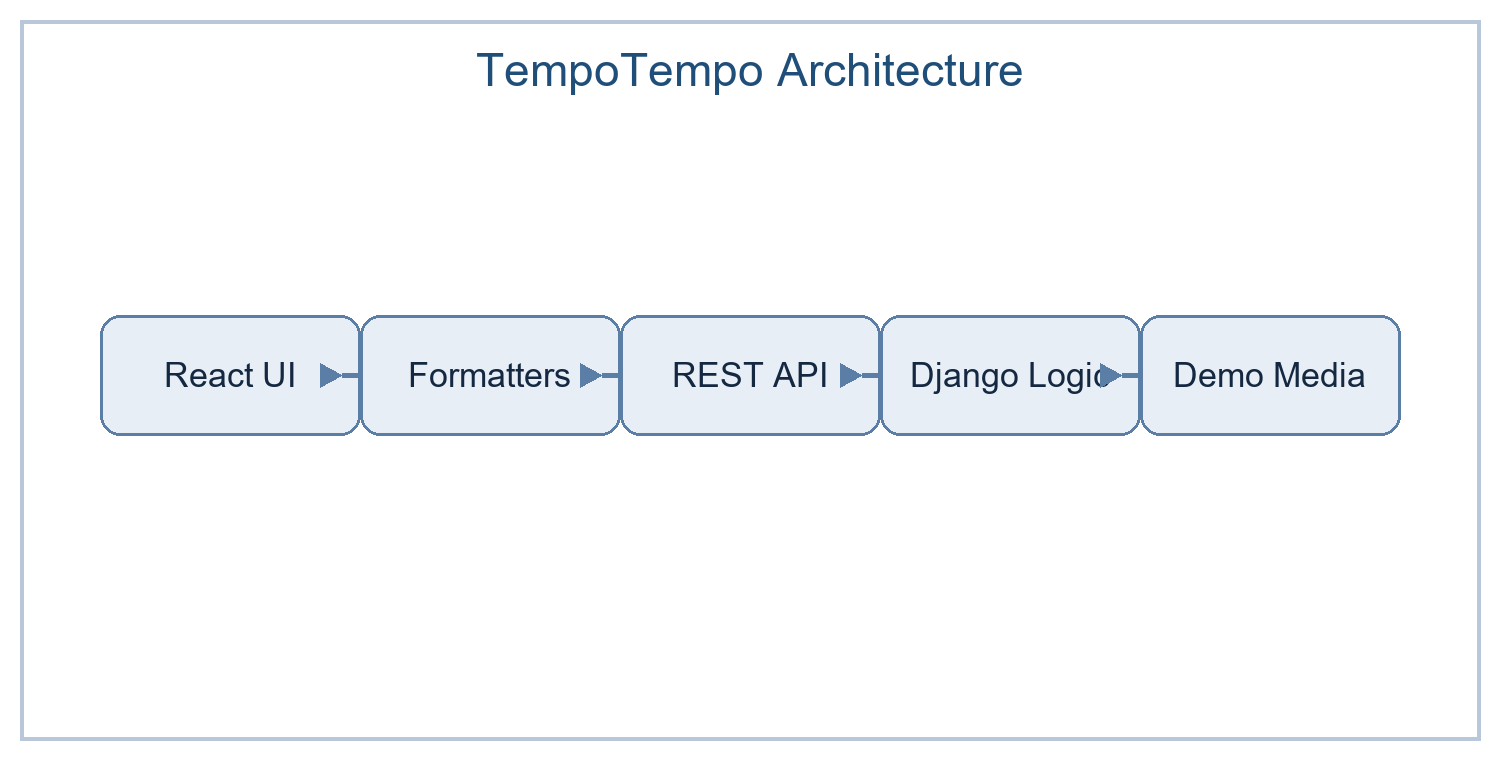 TempoTempo Architecture
React UI
Formatters
REST API
Django Logic
Demo Media